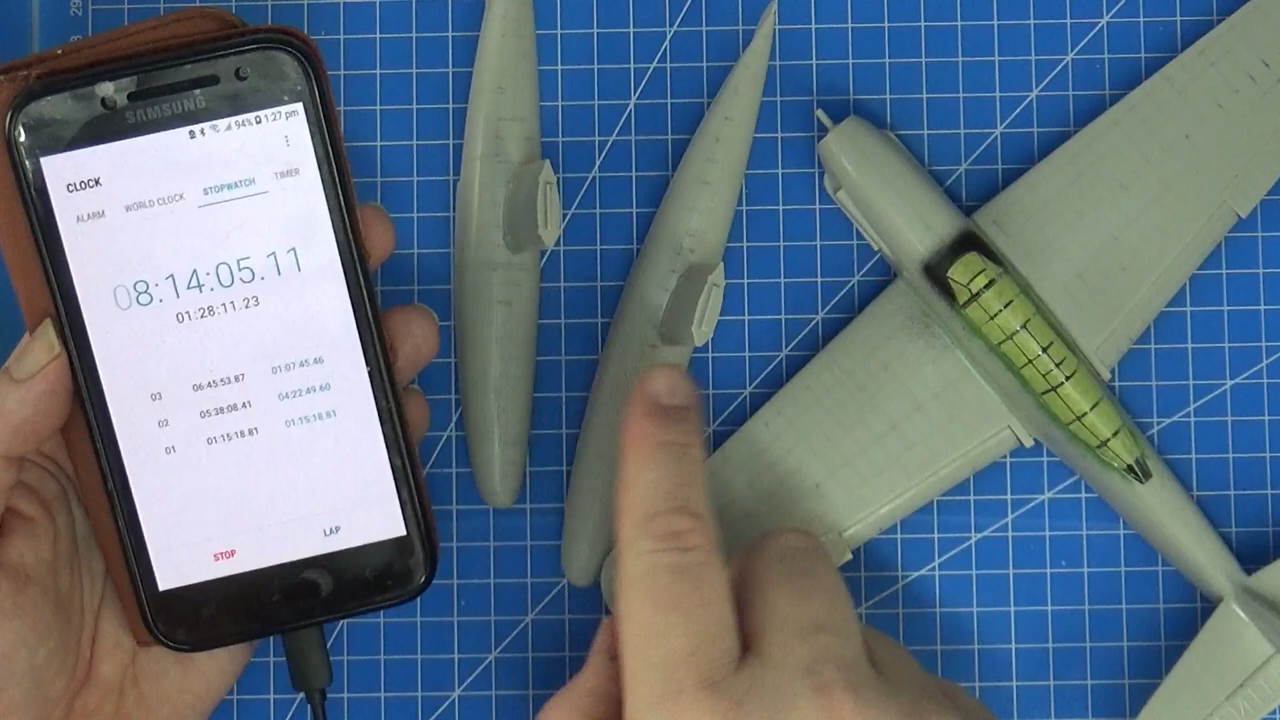 29
SAMSUNG
94% 1:27 pm
CLOCK
ALARM WORLD CLOCK STOPWATCH TIMER
08:14:05.11
01:28:11.23
03 06:45:53.87 01:07:45.46
02 05:38:08.41 04:22:49.60
01 01:15:18.81 01:15:18.81
STOP LAP